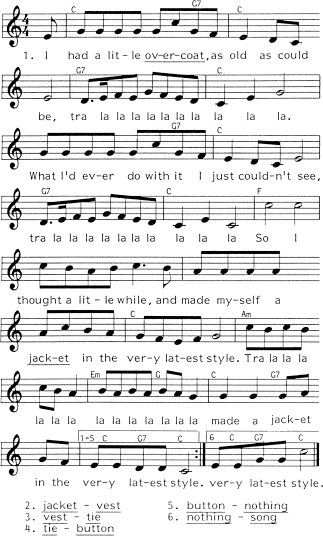 C G7 C
1. I had a lit-le ov-er-coat, as old as could
G7 C
be, tra la la la la la la la la la la.
G7 C
What I'd ev-er do with it I just could-n't see,
G7 C F
tra la la la la la la la la la la So I
thought a lit-le while, and made my-self a
C G7 C Am
jack-et in the ver-y lat-est style. Tra la la la
Em G C G7
la la la la la la la la la made a jack-et
1-5 C G7 C 6 C G7 C
in the ver-y lat-est style. ver-y lat-est style.
2. jacket - vest 5. button - nothing
3. vest - tie 6. nothing - song
4. tie - button